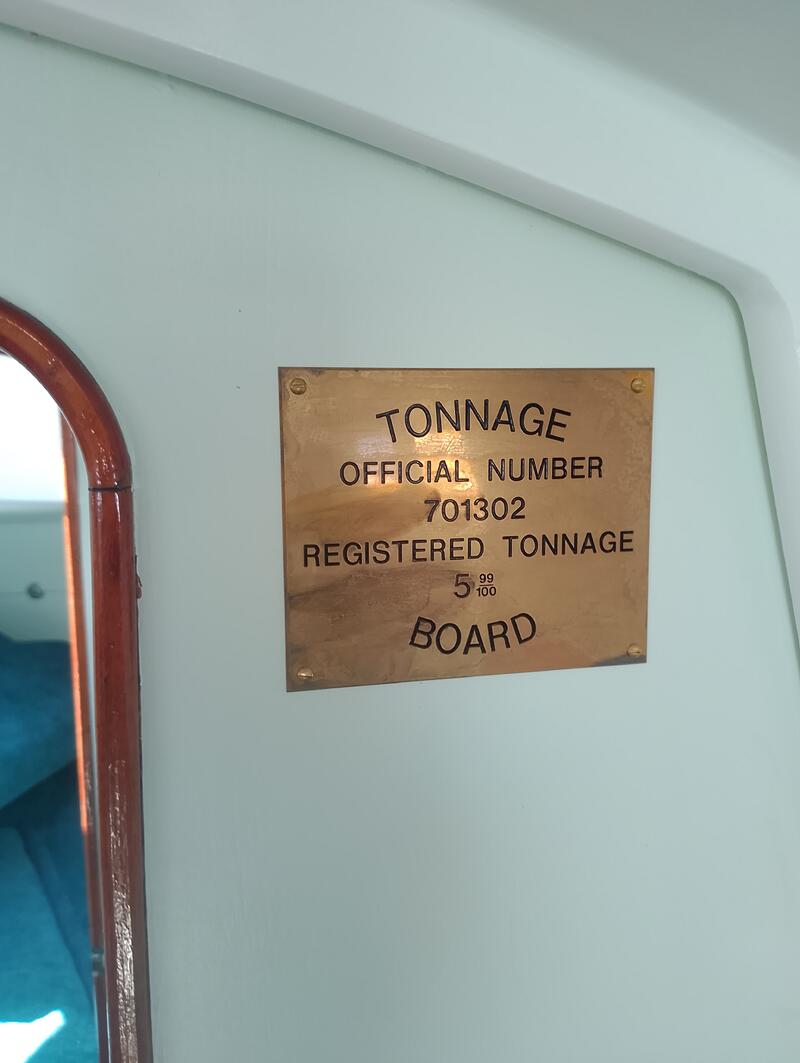 TONNAGE
OFFICIAL NUMBER
701302
REGISTERED TONNAGE
5 99/100
BOARD